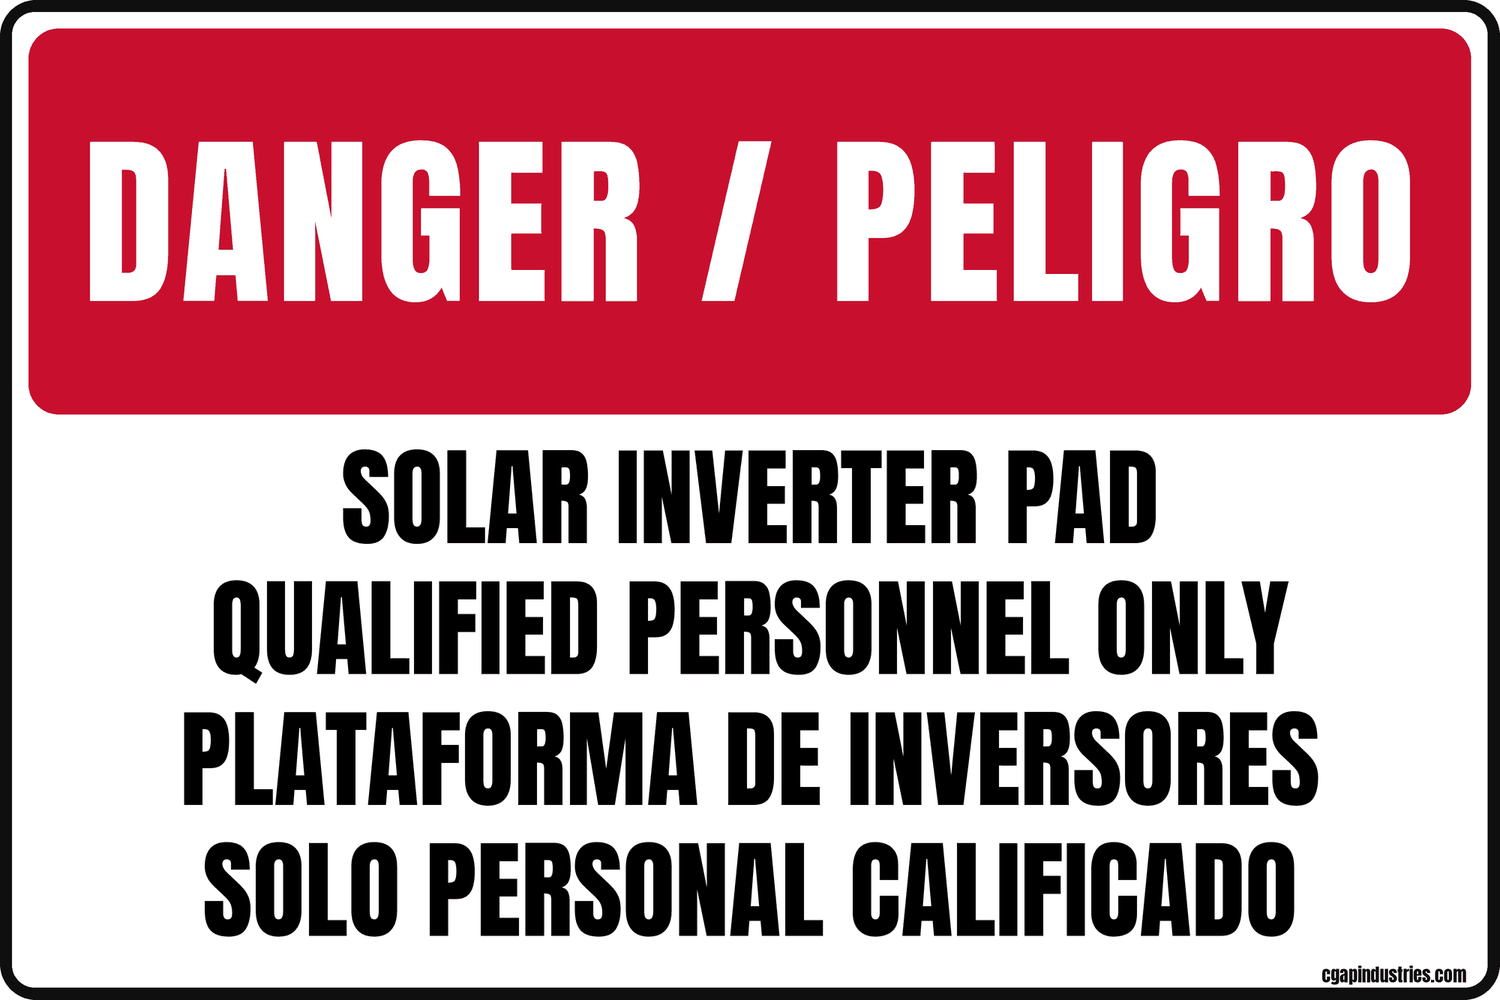 DANGER / PELIGRO
SOLAR INVERTER PAD
QUALIFIED PERSONNEL ONLY
PLATAFORMA DE INVERSORES
SOLO PERSONAL CALIFICADO
cgapindustries.com